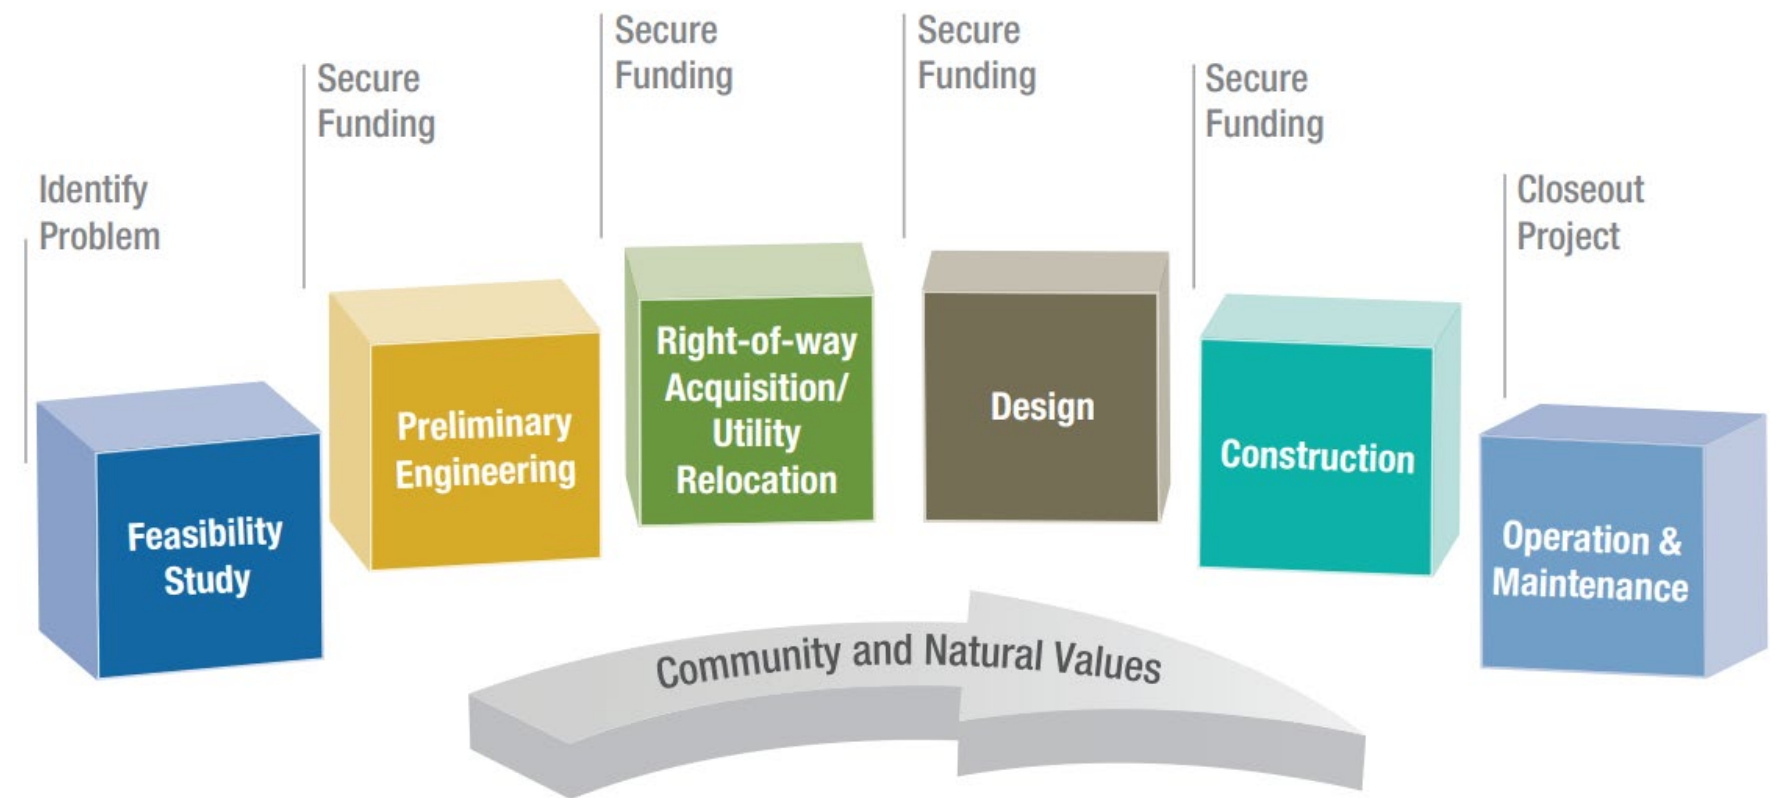 Identify
Problem
Secure
Funding
Secure
Funding
Secure
Funding
Secure
Funding
Closeout
Project
Feasibility
Study
Preliminary
Engineering
Right-of-way
Acquisition/
Utility
Relocation
Design
Construction
Operation &
Maintenance
Community and Natural Values